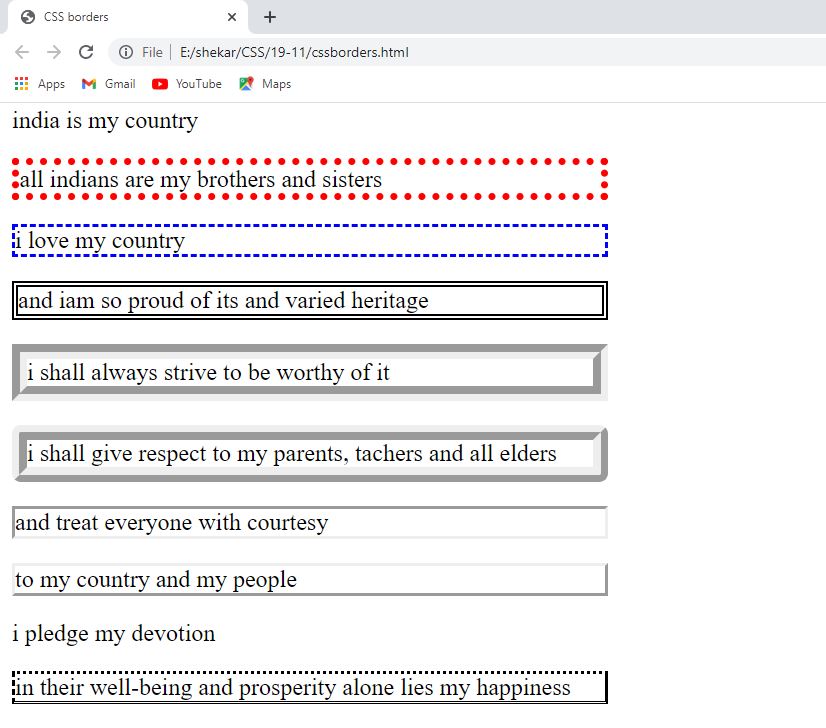 CSS borders
File | E:/shekar/CSS/19-11/cssborders.html
Apps Gmail YouTube Maps
india is my country
all indians are my brothers and sisters
i love my country
and iam so proud of its and varied heritage
i shall always strive to be worthy of it
i shall give respect to my parents, tachers and all elders
and treat everyone with courtesy
to my country and my people
i pledge my devotion
in their well-being and prosperity alone lies my happiness